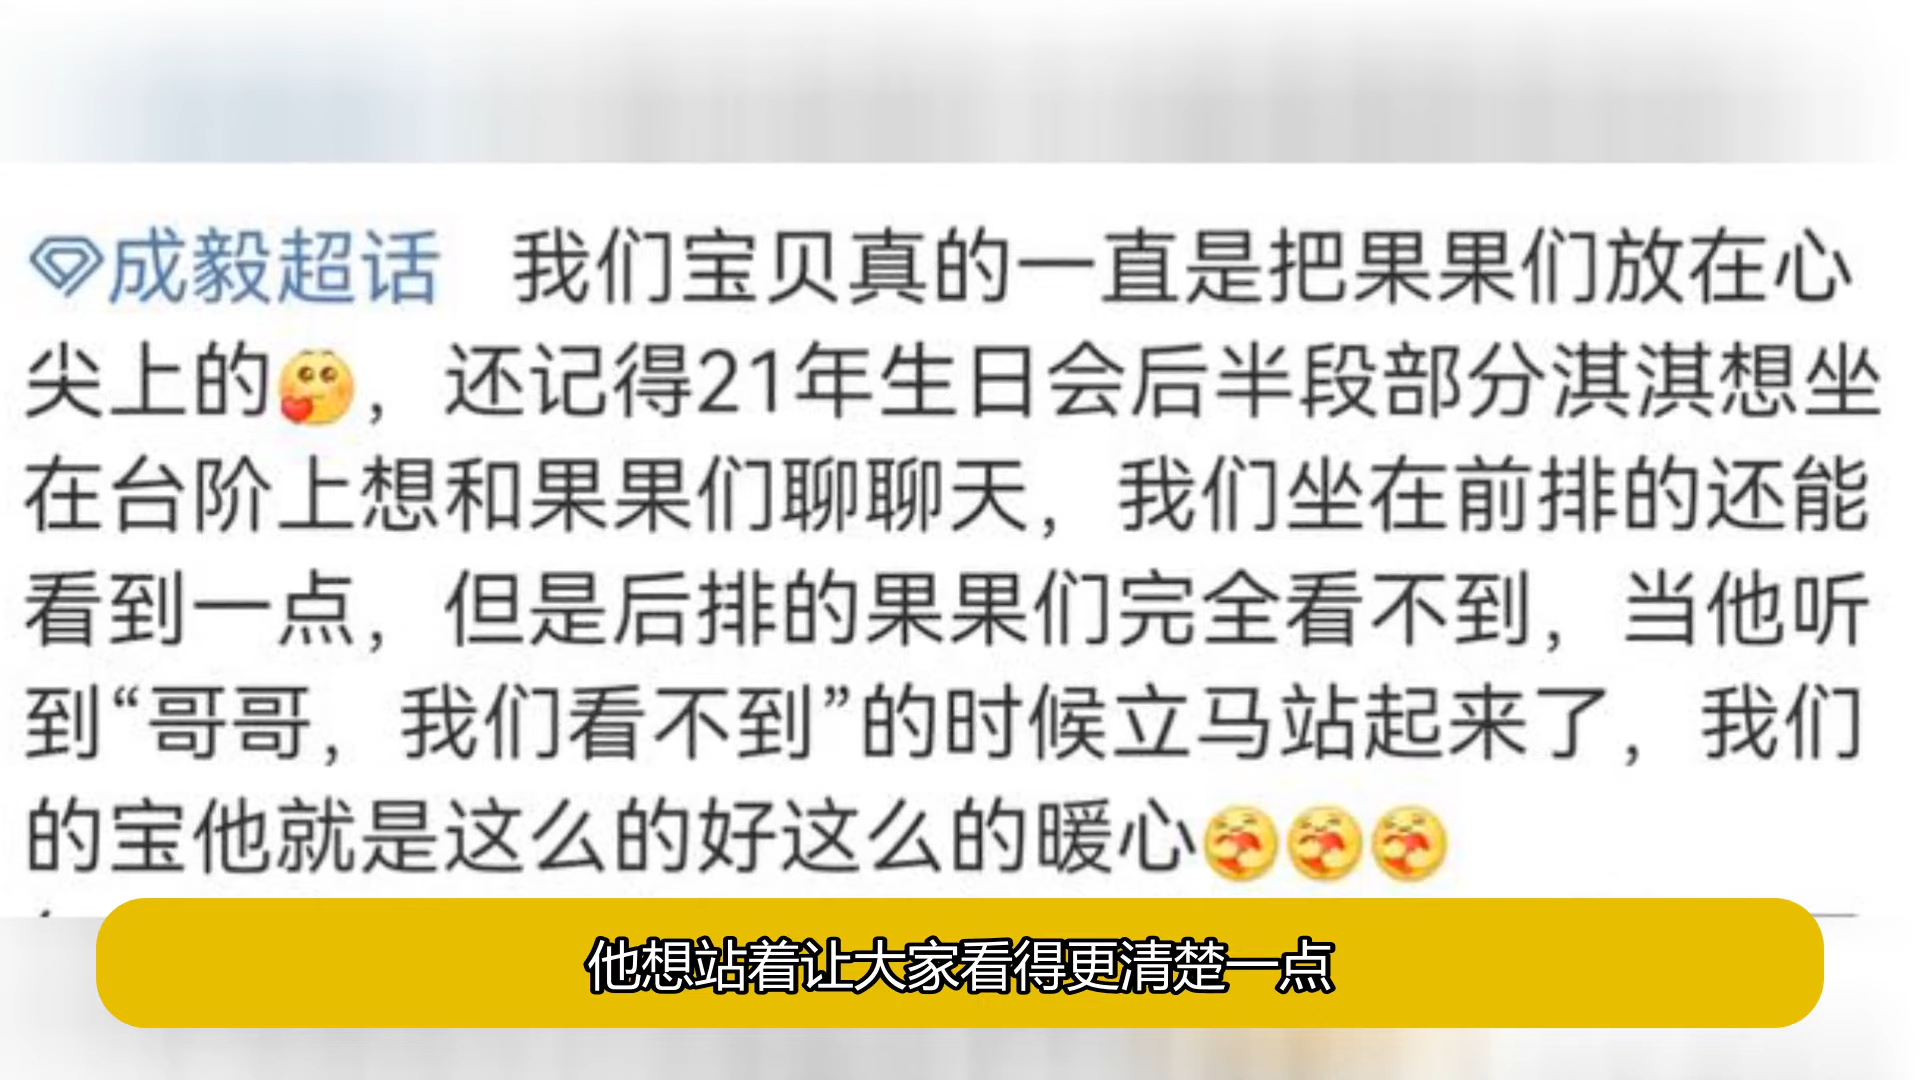 成毅超话 我们宝贝真的一直是把果果们放在心
尖上的，还记得21年生日会后半段部分淇淇想坐
在台阶上想和果果们聊聊天，我们坐在前排的还能
看到一点，但是后排的果果们完全看不到，当他听
到“哥哥，我们看不到”的时候立马站起来了，我们
的宝他就是这么的好这么的暖心
他想站着让大家看得更清楚一点